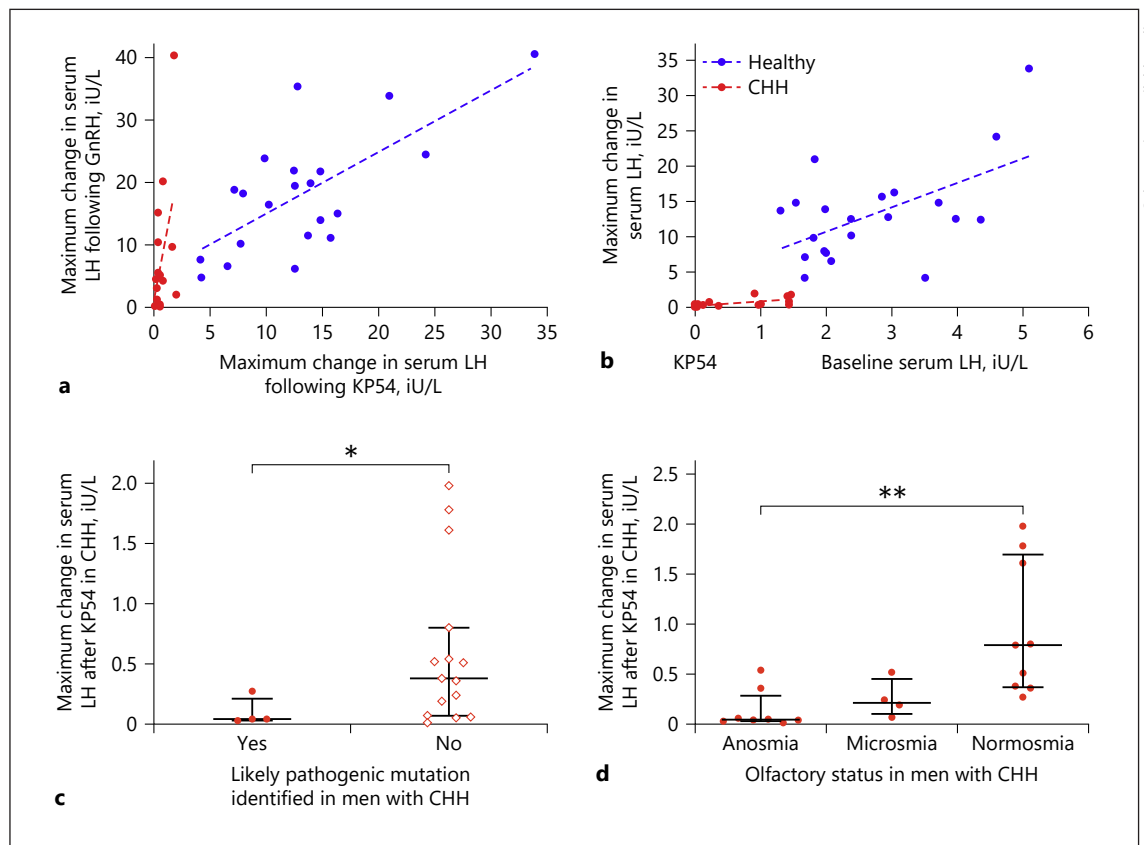 Maximum change in serum
LH following GnRH, iU/L
40
30
20
10
0
0
5
10
15
20
25
30
35
Maximum change in serum LH
following KP54, iU/L
a
Maximum change in
serum LH, iU/L
35
30
25
20
15
10
5
0
Healthy
CHH
0
1
2
3
4
5
6
KP54
Baseline serum LH, iU/L
b
Maximum change in serum
LH after KP54 in CHH, iU/L
2.0
1.5
1.0
0.5
0
*
Yes
No
Likely pathogenic mutation
identified in men with CHH
c
Maximum change in serum
LH after KP54 in CHH, iU/L
2.5
2.0
1.5
1.0
0.5
0
**
Anosmia
Microsmia
Normosmia
Olfactory status in men with CHH
d